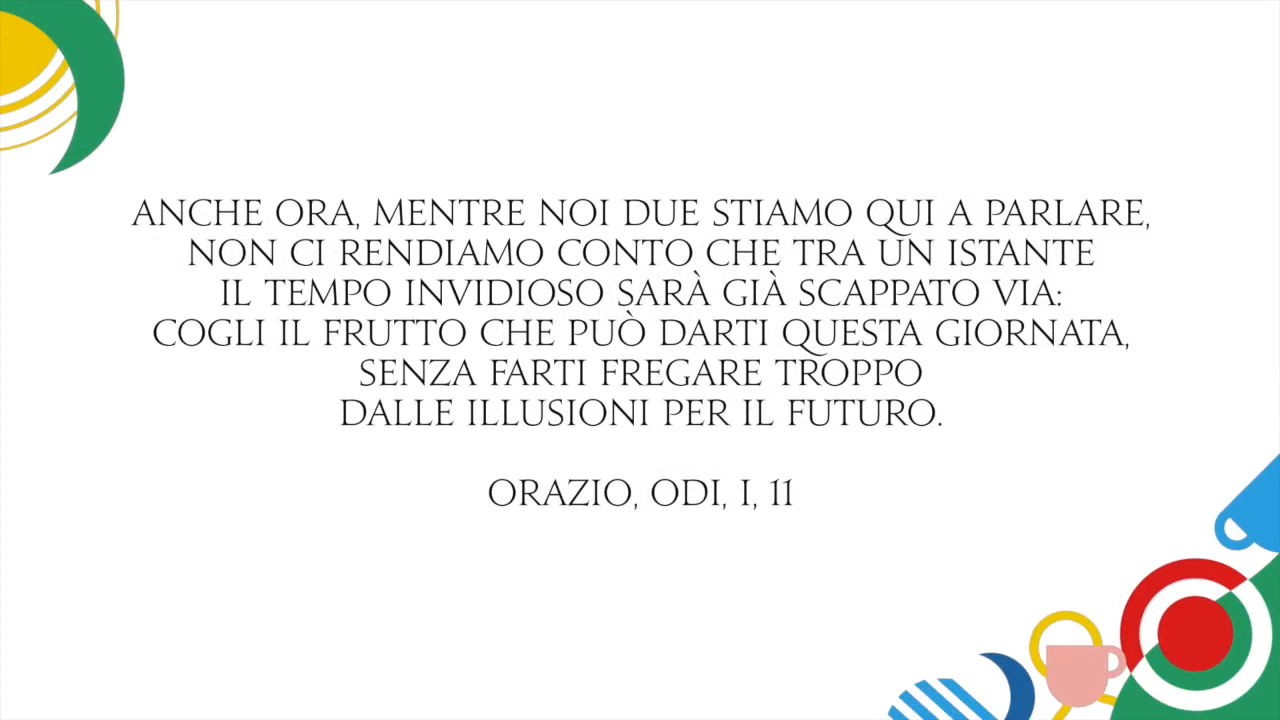 ANCHE ORA, MENTRE NOI DUE STIAMO QUI A PARLARE,
NON CI RENDIAMO CONTO CHE TRA UN ISTANTE
IL TEMPO INVIDIOSO SARÀ GIÀ SCAPPATO VIA:
COGLI IL FRUTTO CHE PUÒ DARTI QUESTA GIORNATA,
SENZA FARTI FREGARE TROPPO
DALLE ILLUSIONI PER IL FUTURO.
ORAZIO, ODI, I, 11